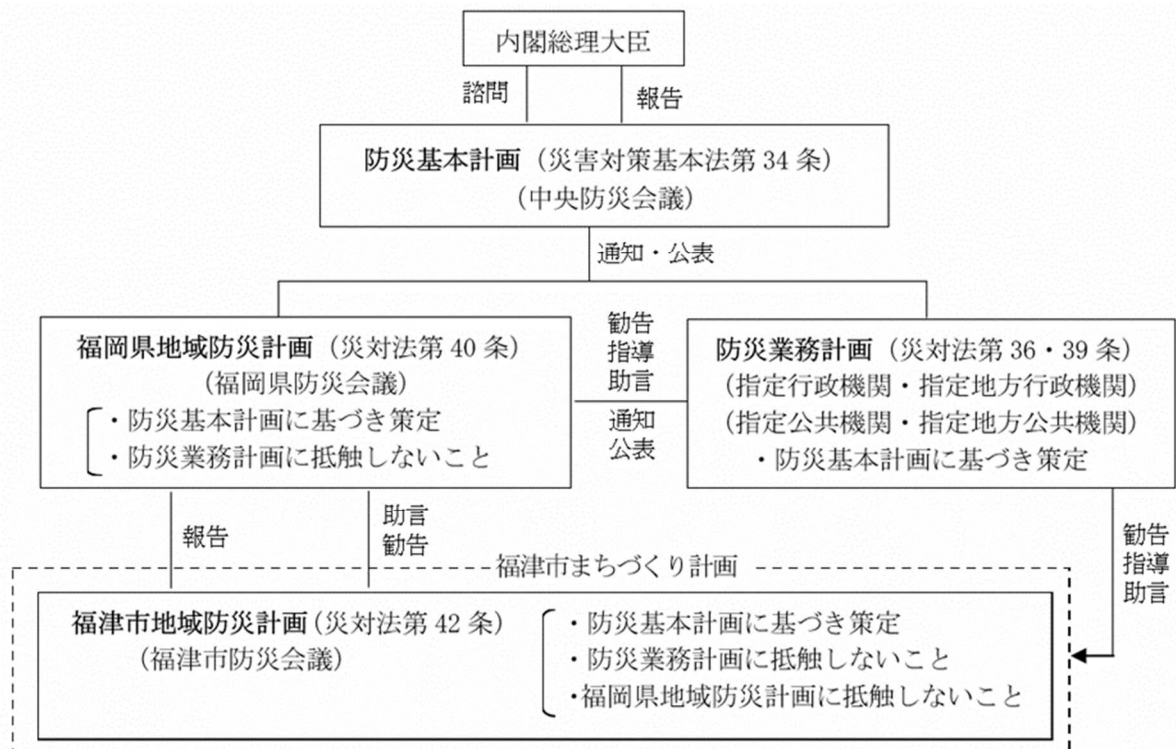 内閣総理大臣
諮問
報告
防災基本計画（災害対策基本法第 34 条）
（中央防災会議）
通知・公表
福岡県地域防災計画（災対法第 40 条）
（福岡県防災会議）
・防災基本計画に基づき策定
・防災業務計画に抵触しないこと
勧告
指導
助言
通知
公表
防災業務計画（災対法第 36・39 条）
（指定行政機関・指定地方行政機関）
（指定公共機関・指定地方公共機関）
・防災基本計画に基づき策定
報告
助言
勧告
勧告
指導
助言
福津市まちづくり計画
福津市地域防災計画（災対法第 42 条）
（福津市防災会議）
・防災基本計画に基づき策定
・防災業務計画に抵触しないこと
・福岡県地域防災計画に抵触しないこと